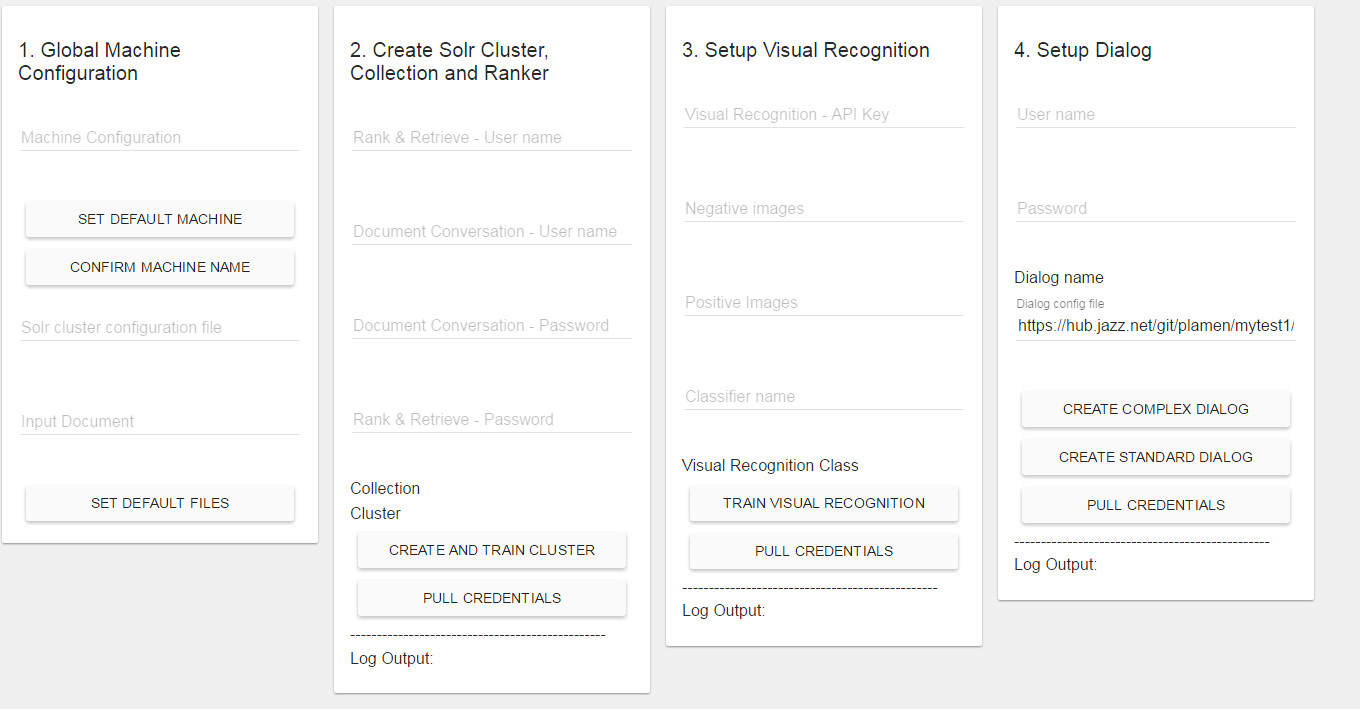 1. Global Machine
Configuration
Machine Configuration
SET DEFAULT MACHINE
CONFIRM MACHINE NAME
Solr cluster configuration file
Input Document
SET DEFAULT FILES
2. Create Solr Cluster,
Collection and Ranker
Rank & Retrieve - User name
Document Conversation - User name
Document Conversation - Password
Rank & Retrieve - Password
Collection
Cluster
CREATE AND TRAIN CLUSTER
PULL CREDENTIALS
------------------------------------------------
Log Output:
3. Setup Visual Recognition
Visual Recognition - API Key
Negative images
Positive Images
Classifier name
Visual Recognition Class
TRAIN VISUAL RECOGNITION
PULL CREDENTIALS
------------------------------------------------
Log Output:
4. Setup Dialog
User name
Password
Dialog name
Dialog config file
https://hub.jazz.net/git/plamen/mytest1/
CREATE COMPLEX DIALOG
CREATE STANDARD DIALOG
PULL CREDENTIALS
------------------------------------------------
Log Output: